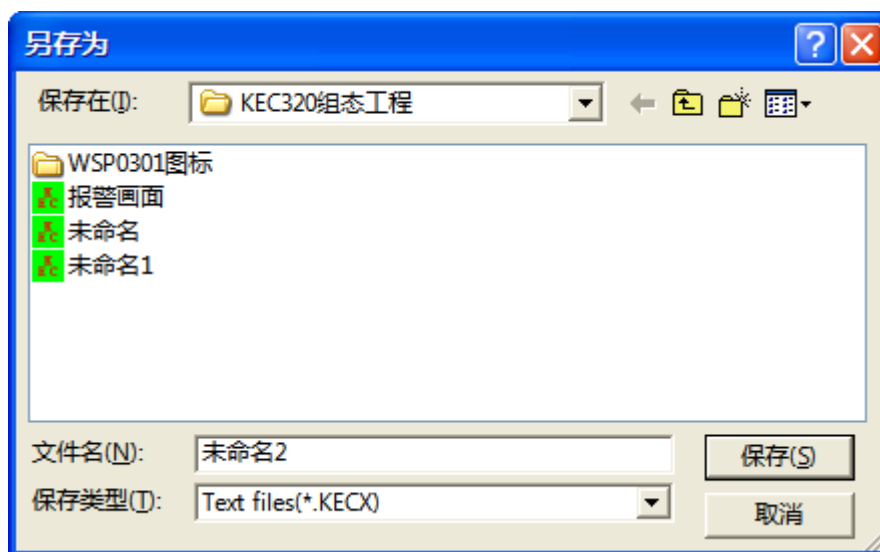 另存为
保存在(I): KEC320组态工程
WSP0301图标
报警画面
未命名
未命名1
文件名(N): 未命名2 保存(S)
保存类型(T): Text files(*.KECX) 取消